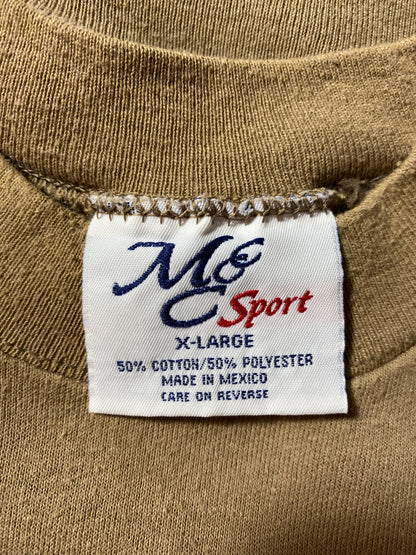 M&C Sport
X-LARGE
50% COTTON/50% POLYESTER
MADE IN MEXICO
CARE ON REVERSE